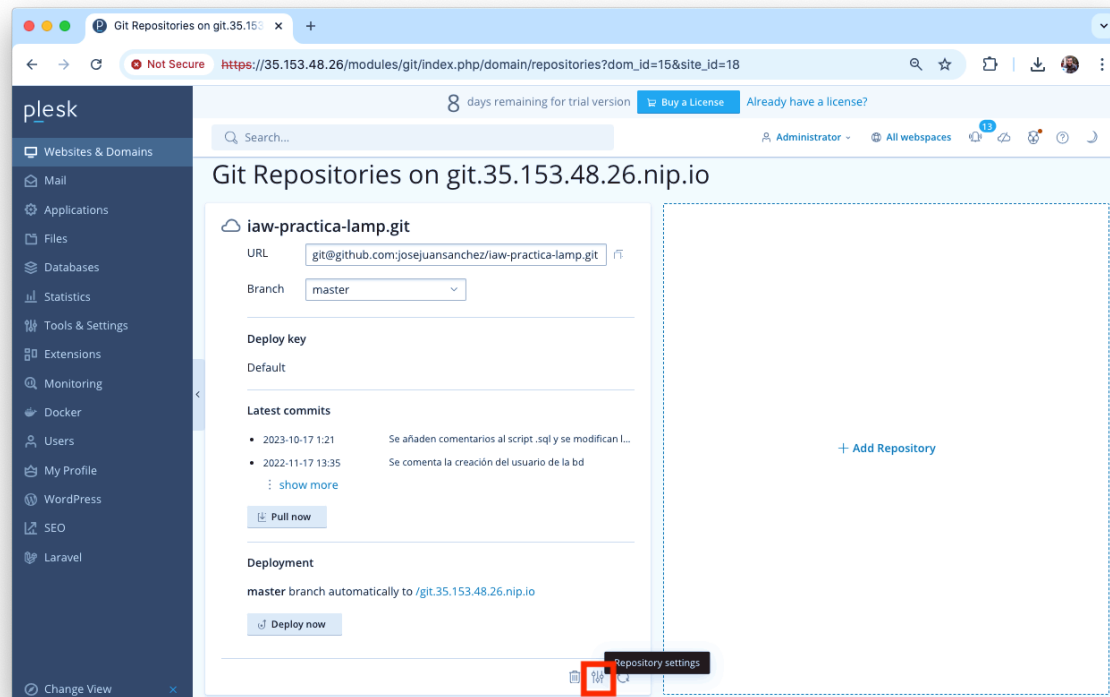 Git Repositories on git.35.153
Not Secure https://35.153.48.26/modules/git/index.php/domain/repositories?dom_id=15&site_id=18
plesk
8 days remaining for trial version Buy a License Already have a license?
Search...
Administrator All webspaces 13
Websites & Domains
Mail
Applications
Files
Databases
Statistics
Tools & Settings
Extensions
Monitoring
Docker
Users
My Profile
WordPress
SEO
Laravel
Change View
Git Repositories on git.35.153.48.26.nip.io
iaw-practica-lamp.git
URL git@github.com:josejuansanchez/iaw-practica-lamp.git
Branch master
Deploy key
Default
Latest commits
2023-10-17 1:21 Se añaden comentarios al script .sql y se modifican l...
2022-11-17 13:35 Se comenta la creación del usuario de la bd
show more
Pull now
Deployment
master branch automatically to /git.35.153.48.26.nip.io
Deploy now
Repository settings
+ Add Repository